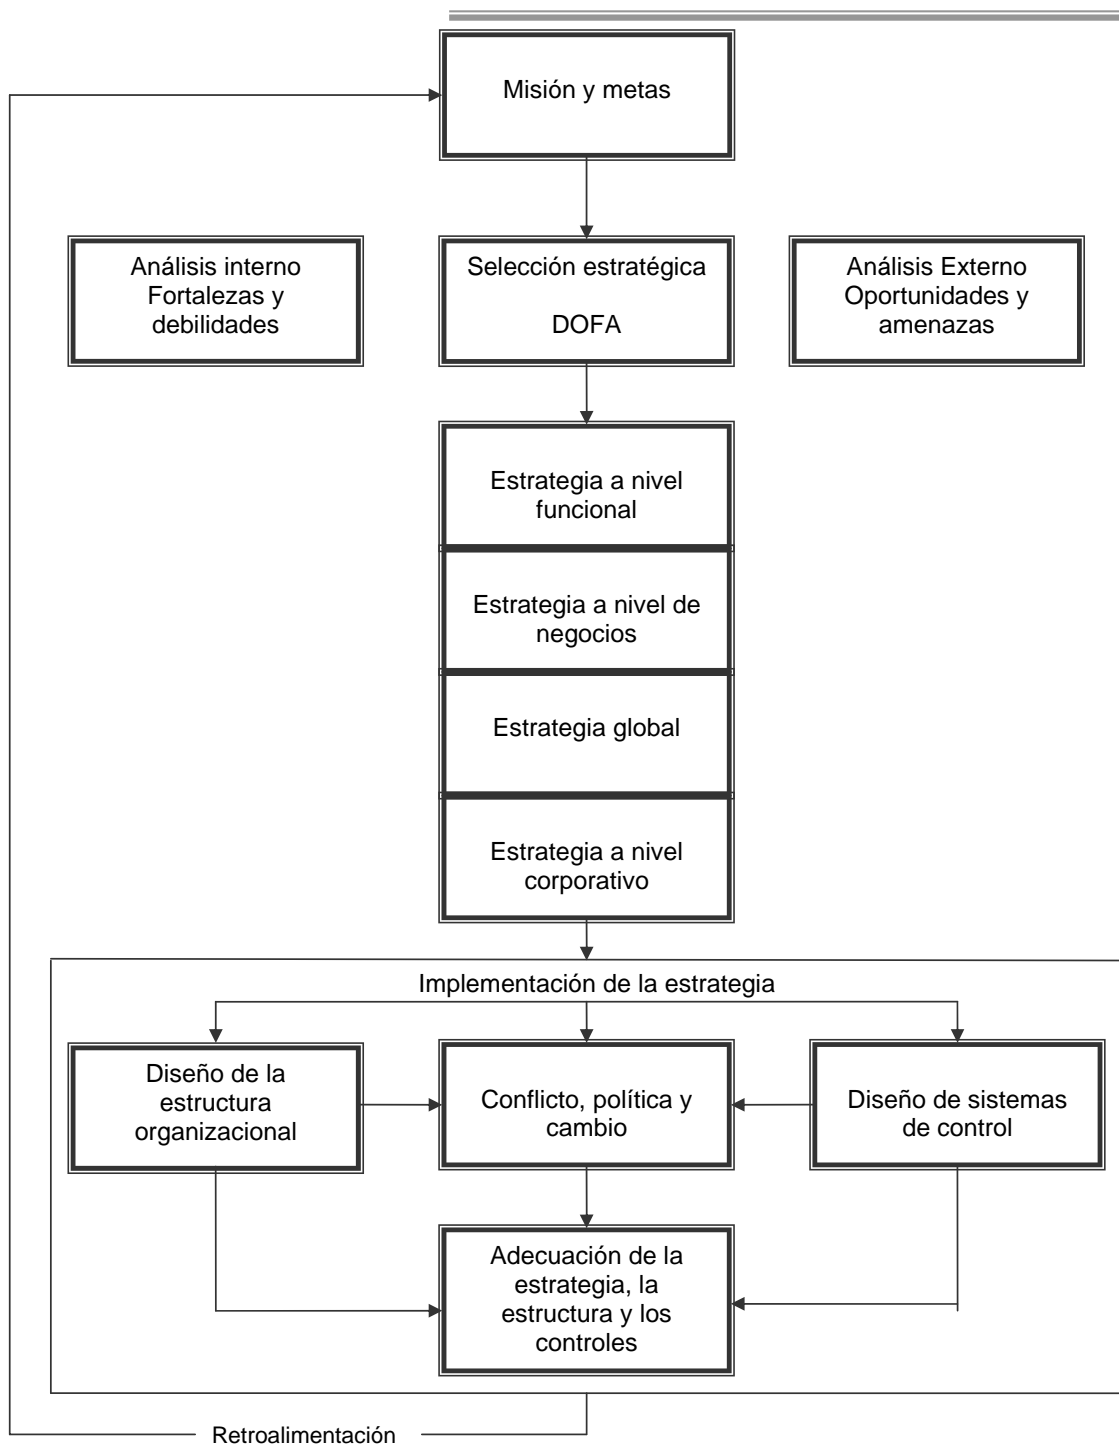 Misión y metas
Análisis interno
Fortalezas y
debilidades
Selección estratégica
DOFA
Análisis Externo
Oportunidades y
amenazas
Estrategia a nivel
funcional
Estrategia a nivel de
negocios
Estrategia global
Estrategia a nivel
corporativo
Implementación de la estrategia
Diseño de la
estructura
organizacional
Conflicto, política y
cambio
Diseño de sistemas
de control
Adecuación de la
estrategia, la
estructura y los
controles
Retroalimentación